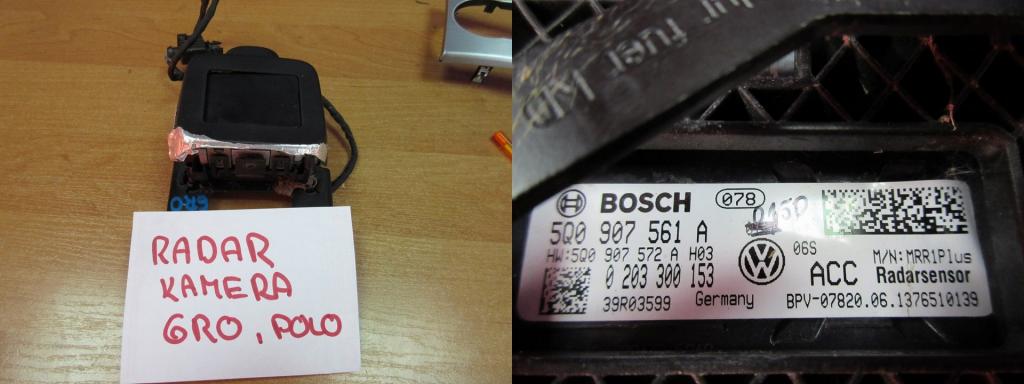 6RO
RADAR
KAMERA
6RO, POLO
BOSCH 078
5Q0 907 561 A
HW:5Q0 907 572 A H03
0 203 300 153
39R03599 Germany
06S
ACC
M/N:MRR1Plus
Radarsensor
BPV-07820.06.1376510139